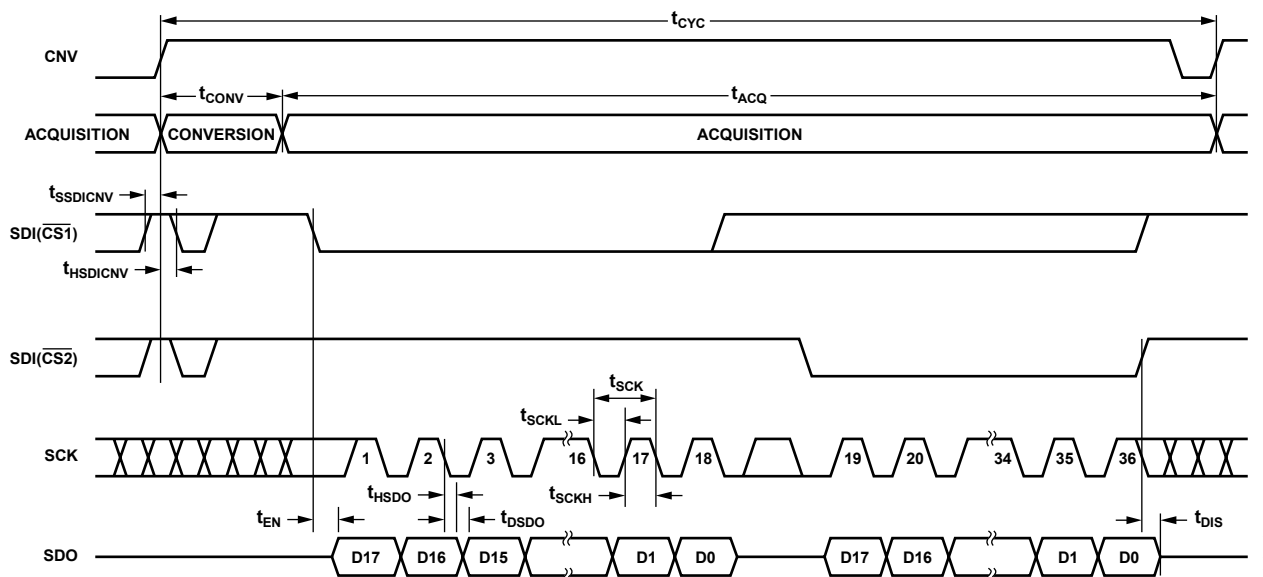 tCYC
CNV
tCONV
tACQ
ACQUISITION CONVERSION ACQUISITION
tSSDICNV
SDI(CS1)
tHSDICNV
SDI(CS2)
tSCK
tSCKL
SCK 1 2 3 16 17 18 19 20 34 35 36
tHSDO
tSCKH
tEN
tDSDO
tDIS
SDO D17 D16 D15 D1 D0 D17 D16 D1 D0